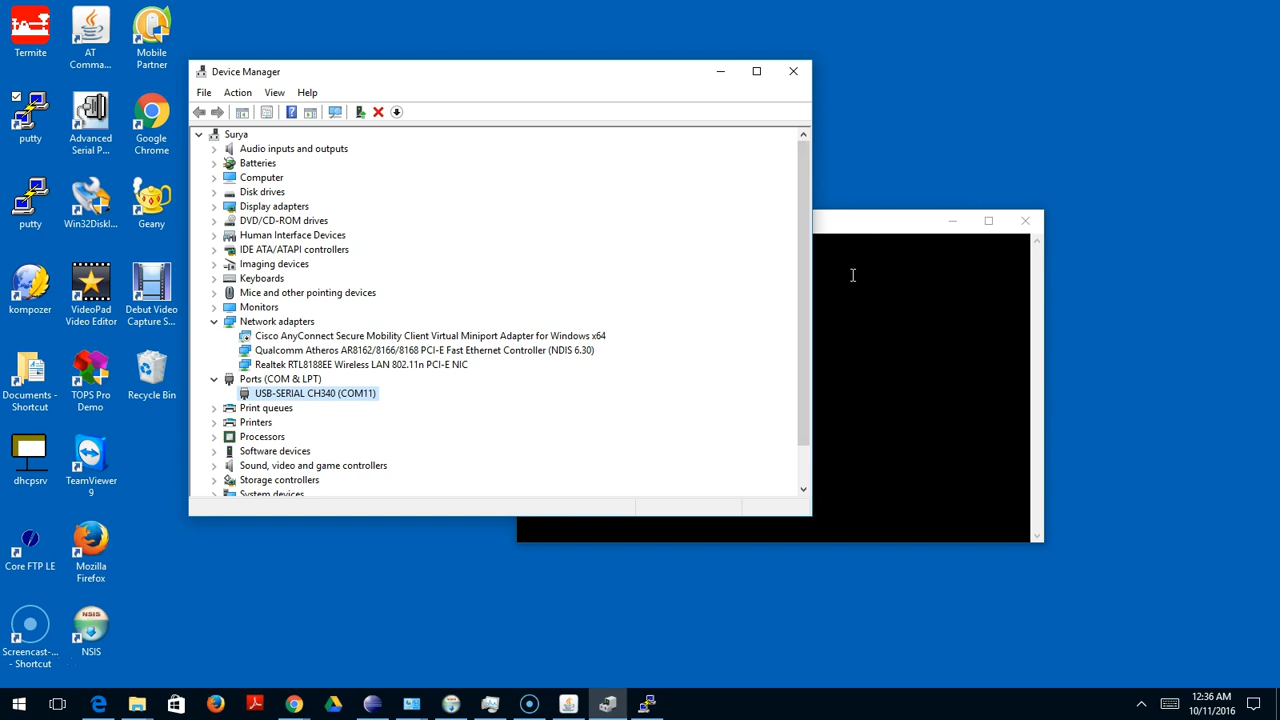 Termite
AT
Comma...
Mobile
Partner
putty
Advanced
Serial P...
Google
Chrome
putty
Win32DiskI...
Geany
kompozer
VideoPad
Video Editor
Debut Video
Capture S...
Documents -
Shortcut
TOPS Pro
Demo
Recycle Bin
dhcpsrv
TeamViewer
9
Core FTP LE
Mozilla
Firefox
Screencast-...
- Shortcut
NSIS
Device Manager
File Action View Help
Surya
Audio inputs and outputs
Batteries
Computer
Disk drives
Display adapters
DVD/CD-ROM drives
Human Interface Devices
IDE ATA/ATAPI controllers
Imaging devices
Keyboards
Mice and other pointing devices
Monitors
Network adapters
Cisco AnyConnect Secure Mobility Client Virtual Miniport Adapter for Windows x64
Qualcomm Atheros AR8162/8166/8168 PCI-E Fast Ethernet Controller (NDIS 6.30)
Realtek RTL8188EE Wireless LAN 802.11n PCI-E NIC
Ports (COM & LPT)
USB-SERIAL CH340 (COM11)
Print queues
Printers
Processors
Software devices
Sound, video and game controllers
Storage controllers
System devices
12:36 AM
10/11/2016